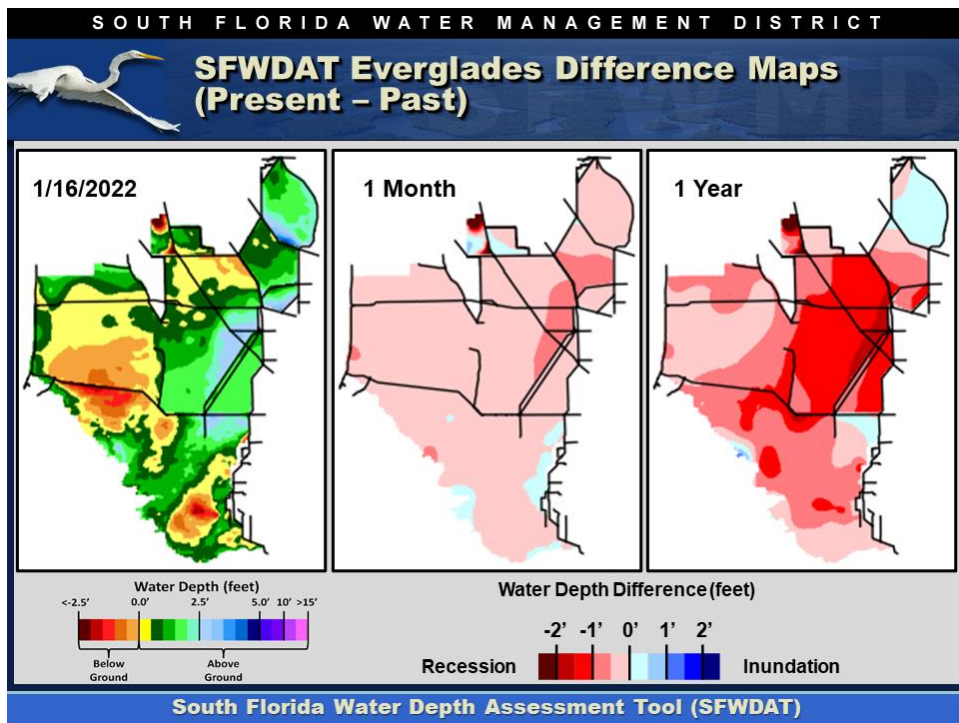 SOUTH FLORIDA WATER MANAGEMENT DISTRICT
SFWDAT Everglades Difference Maps
(Present – Past)
SFWMD
1/16/2022
1 Month
1 Year
Water Depth (feet)
<-2.5' 0.0' 2.5' 5.0' 10' >15'
Below
Ground
Above
Ground
Water Depth Difference (feet)
-2' -1' 0' 1' 2'
Recession
Inundation
South Florida Water Depth Assessment Tool (SFWDAT)